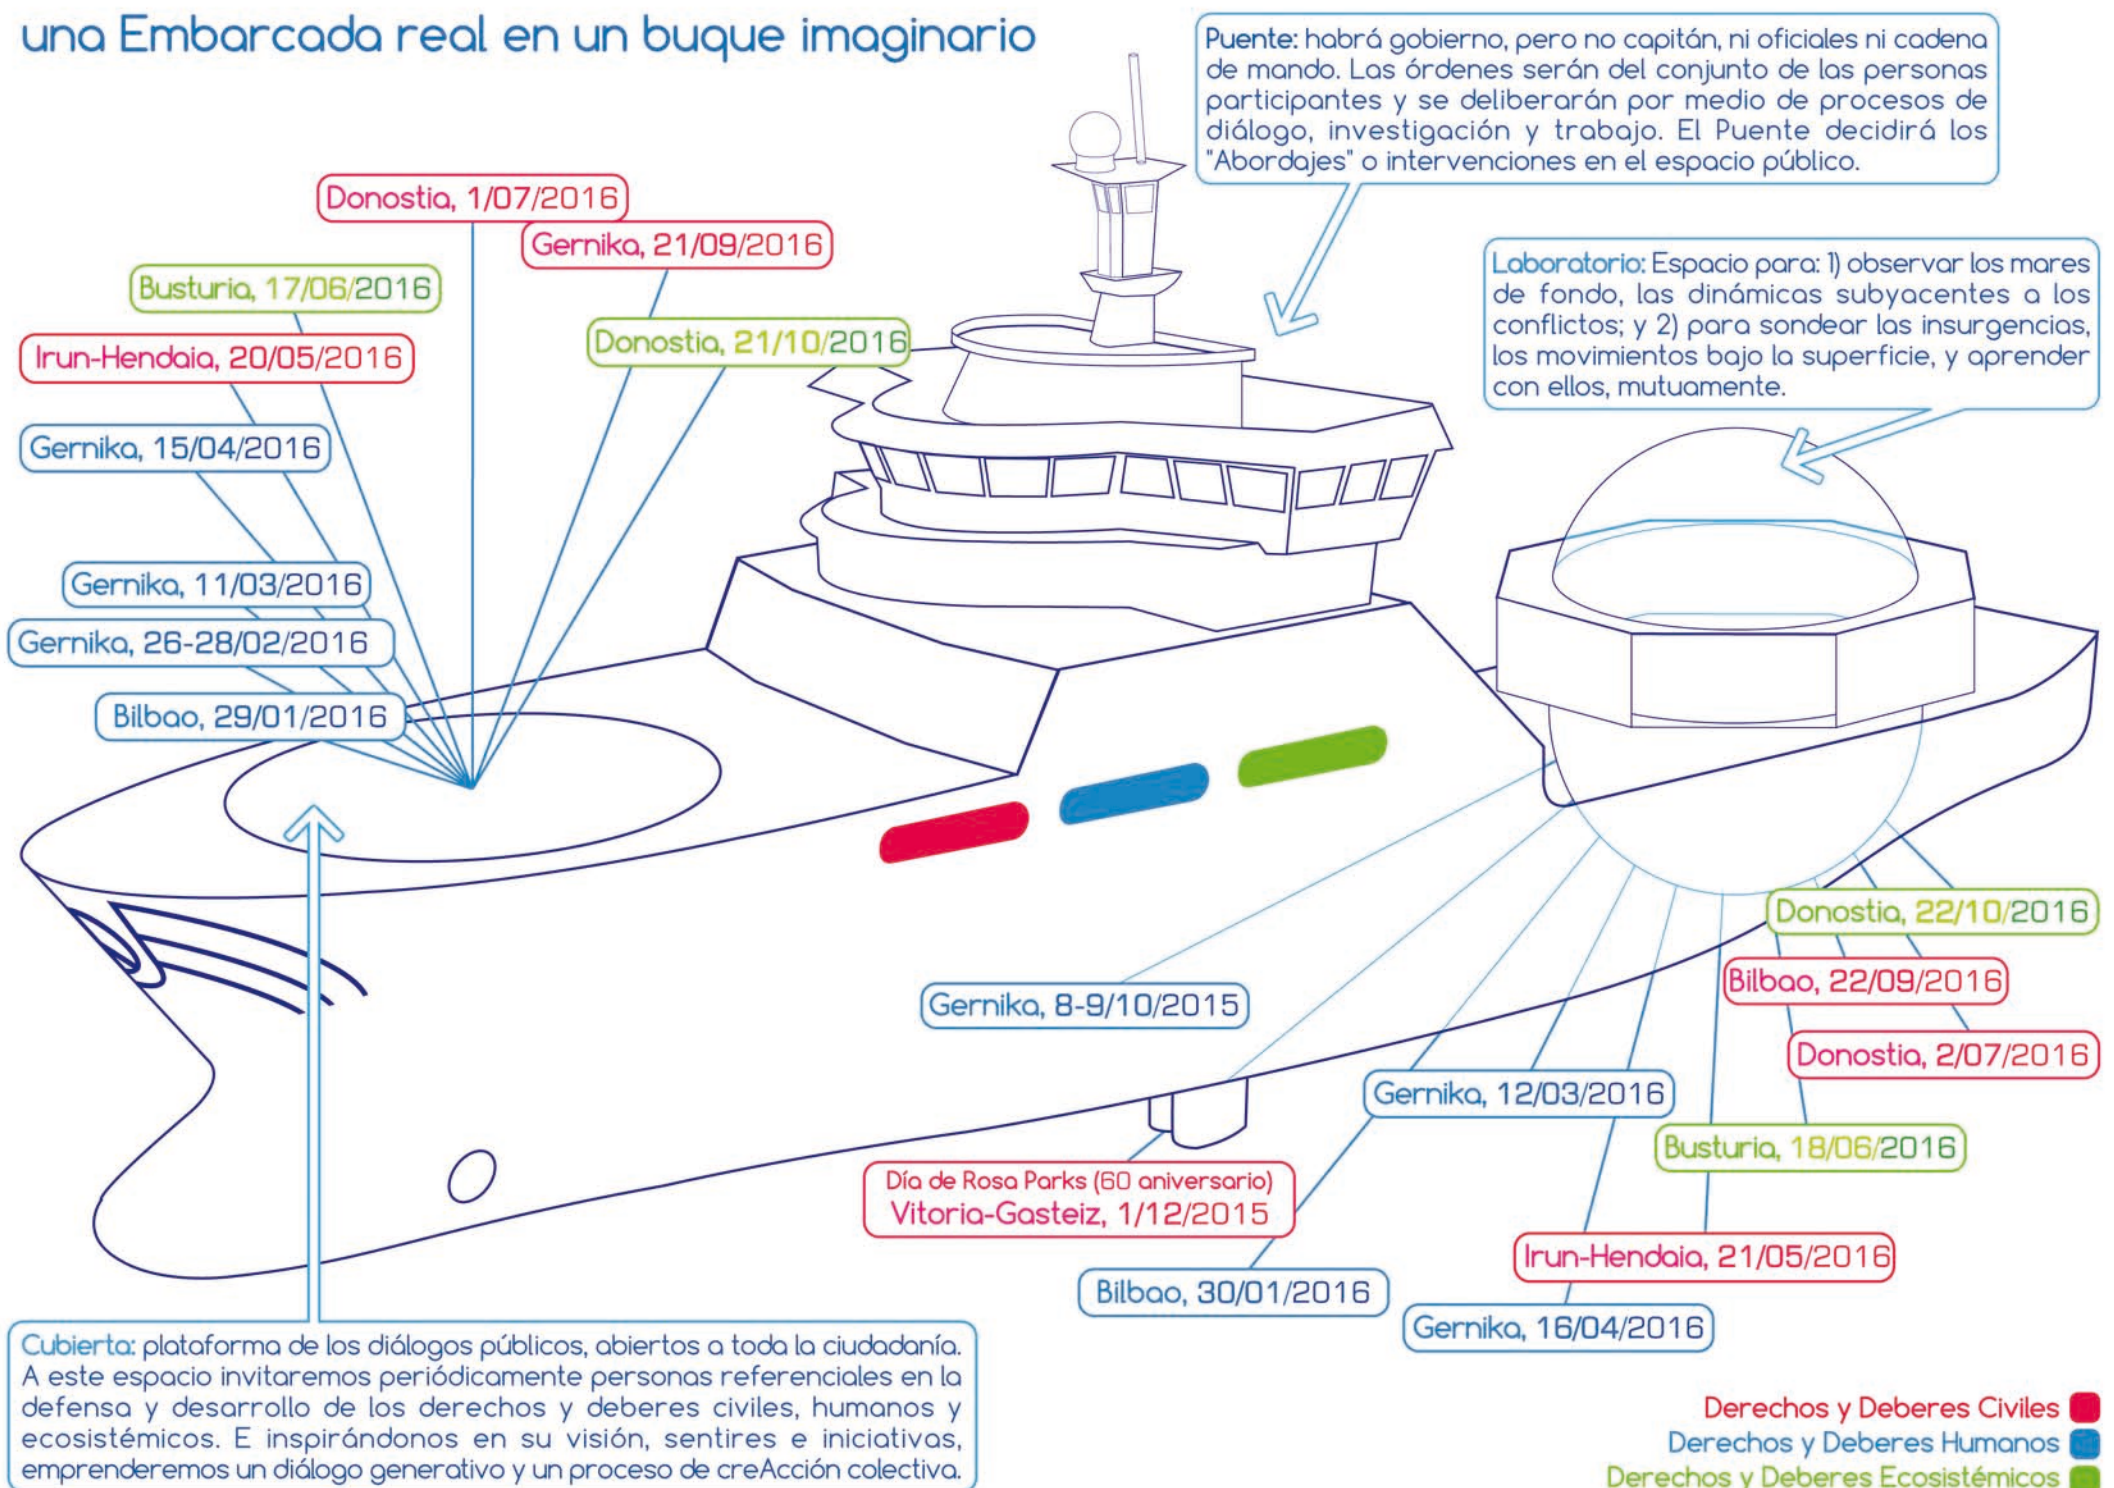 una Embarcada real en un buque imaginario
Puente: habrá gobierno, pero no capitán, ni oficiales ni cadena
de mando. Las órdenes serán del conjunto de las personas
participantes y se deliberarán por medio de procesos de
diálogo, investigación y trabajo. El Puente decidirá los
"Abordajes" o intervenciones en el espacio público.
Donostia, 1/07/2016
Gernika, 21/09/2016
Busturia, 17/06/2016
Donostia, 21/10/2016
Irun-Hendaia, 20/05/2016
Gernika, 15/04/2016
Gernika, 11/03/2016
Gernika, 26-28/02/2016
Bilbao, 29/01/2016
Laboratorio: Espacio para: 1) observar los mares
de fondo, las dinámicas subyacentes a los
conflictos; y 2) para sondear las insurgencias,
los movimientos bajo la superficie, y aprender
con ellos, mutuamente.
Donostia, 22/10/2016
Bilbao, 22/09/2016
Gernika, 8-9/10/2015
Donostia, 2/07/2016
Gernika, 12/03/2016
Busturia, 18/06/2016
Día de Rosa Parks (60 aniversario)
Vitoria-Gasteiz, 1/12/2015
Irun-Hendaia, 21/05/2016
Bilbao, 30/01/2016
Gernika, 16/04/2016
Cubierta: plataforma de los diálogos públicos, abiertos a toda la ciudadanía.
A este espacio invitaremos periódicamente personas referenciales en la
defensa y desarrollo de los derechos y deberes civiles, humanos y
ecosistémicos. E inspirándonos en su visión, sentires e iniciativas,
emprenderemos un diálogo generativo y un proceso de creAcción colectiva.
Derechos y Deberes Civiles
Derechos y Deberes Humanos
Derechos y Deberes Ecosistémicos